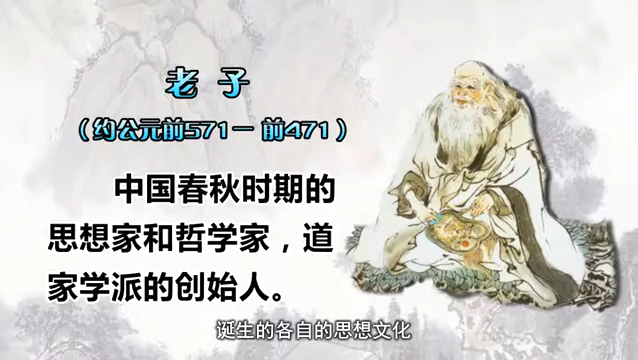 老 子
（约公元前571－ 前471）
中国春秋时期的
思想家和哲学家，道
家学派的创始人。
诞生的各自的思想文化